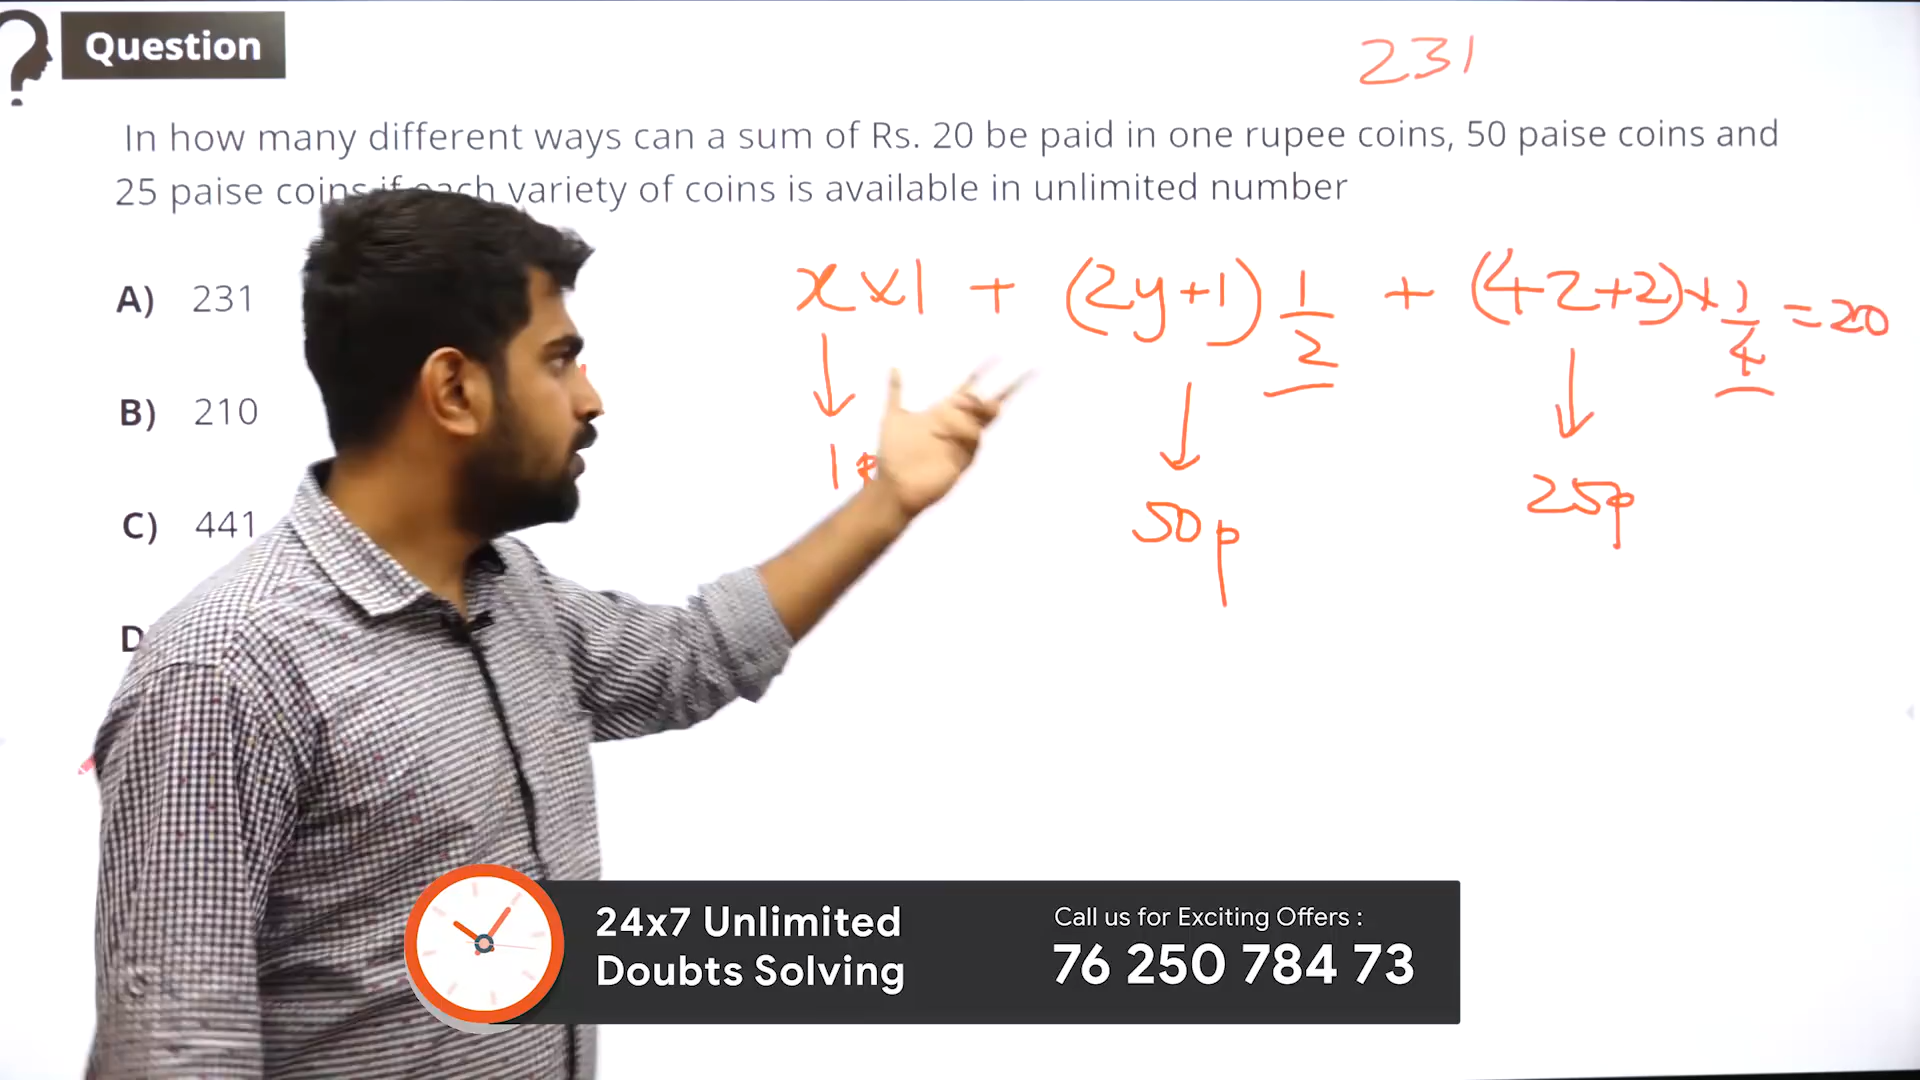 Question
231
In how many different ways can a sum of Rs. 20 be paid in one rupee coins, 50 paise coins and
25 paise coins if each variety of coins is available in unlimited number
x×1 + (2y+1) 1/2 + (4z+2)×1/4 = 20
A) 231
B) 210
1
50p
25p
C) 441
D
24x7 Unlimited
Doubts Solving
Call us for Exciting Offers :
76 250 784 73